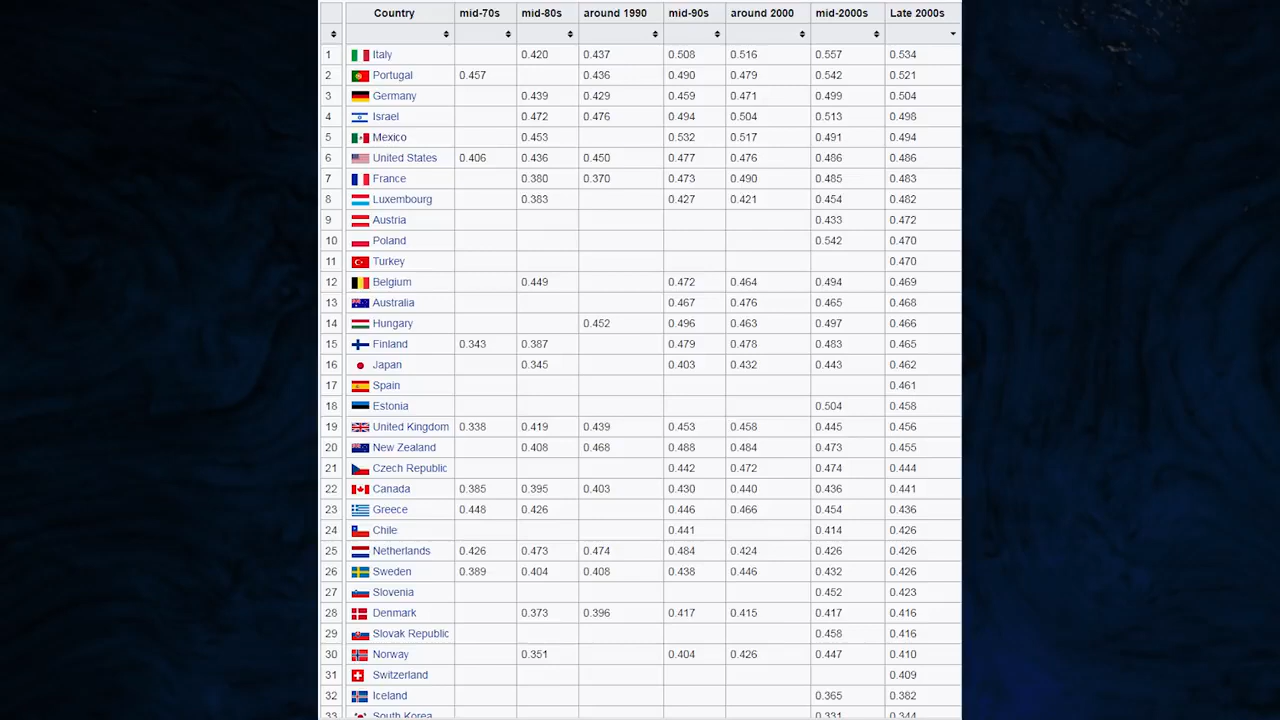 Country mid-70s mid-80s around 1990 mid-90s around 2000 mid-2000s Late 2000s
1 Italy 0.420 0.437 0.508 0.516 0.557 0.534
2 Portugal 0.457 0.436 0.490 0.479 0.542 0.521
3 Germany 0.439 0.429 0.459 0.471 0.499 0.504
4 Israel 0.472 0.476 0.494 0.504 0.513 0.498
5 Mexico 0.453 0.532 0.517 0.491 0.494
6 United States 0.406 0.436 0.450 0.477 0.476 0.486 0.486
7 France 0.380 0.370 0.473 0.490 0.485 0.483
8 Luxembourg 0.383 0.427 0.421 0.454 0.482
9 Austria 0.433 0.472
10 Poland 0.542 0.470
11 Turkey 0.470
12 Belgium 0.449 0.472 0.464 0.494 0.469
13 Australia 0.467 0.476 0.465 0.468
14 Hungary 0.452 0.496 0.463 0.497 0.466
15 Finland 0.343 0.387 0.479 0.478 0.483 0.465
16 Japan 0.345 0.403 0.432 0.443 0.462
17 Spain 0.461
18 Estonia 0.504 0.458
19 United Kingdom 0.338 0.419 0.439 0.453 0.458 0.445 0.456
20 New Zealand 0.408 0.468 0.488 0.484 0.473 0.455
21 Czech Republic 0.442 0.472 0.474 0.444
22 Canada 0.385 0.395 0.403 0.430 0.440 0.436 0.441
23 Greece 0.448 0.426 0.446 0.466 0.454 0.436
24 Chile 0.441 0.414 0.426
25 Netherlands 0.426 0.473 0.474 0.484 0.424 0.426 0.426
26 Sweden 0.389 0.404 0.408 0.438 0.446 0.432 0.426
27 Slovenia 0.452 0.423
28 Denmark 0.373 0.396 0.417 0.415 0.417 0.416
29 Slovak Republic 0.458 0.416
30 Norway 0.351 0.404 0.426 0.447 0.410
31 Switzerland 0.409
32 Iceland 0.365 0.382
33 South Korea 0.331 0.344